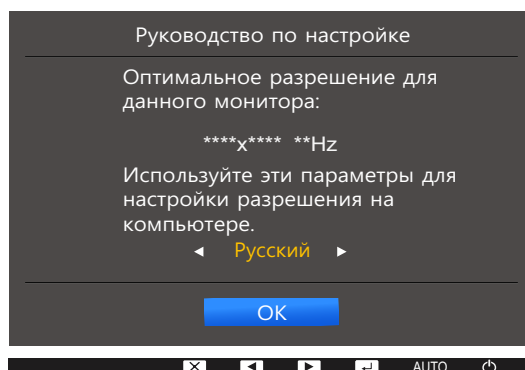 Руководство по настройке
Оптимальное разрешение для
данного монитора:
****x**** **Hz
Используйте эти параметры для
настройки разрешения на
компьютере.
Русский
OK
AUTO